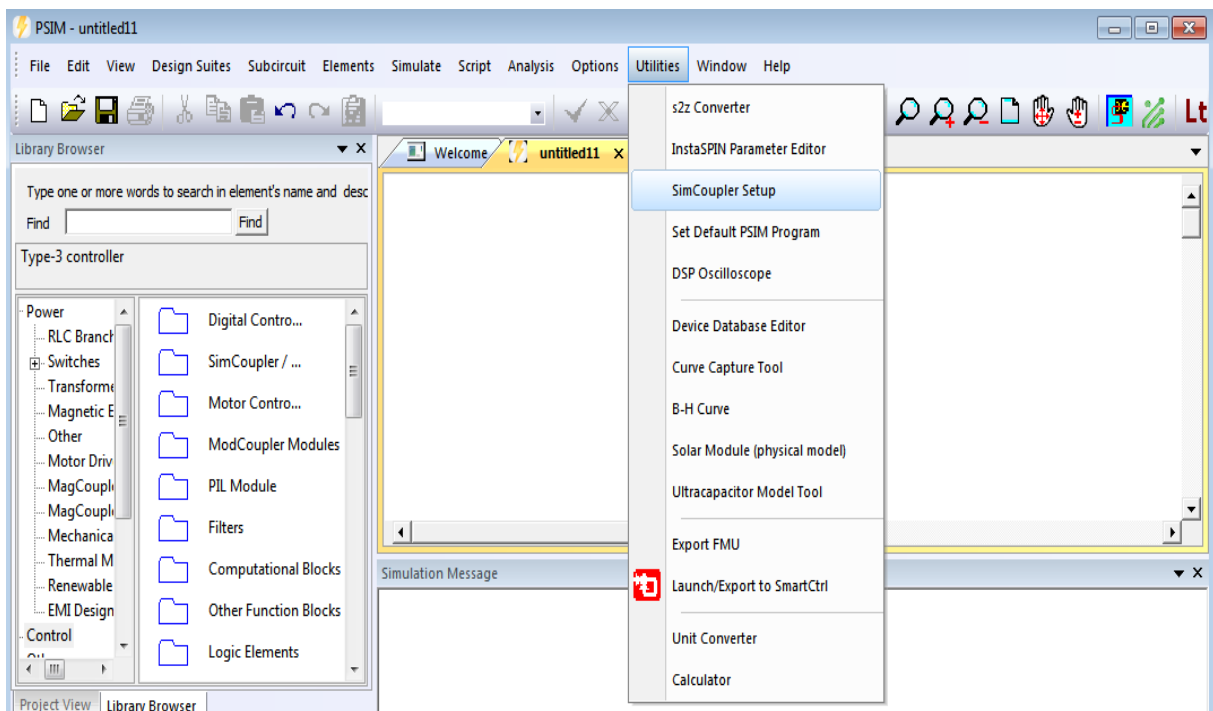 PSIM - untitled11
File Edit View Design Suites Subcircuit Elements Simulate Script Analysis Options Utilities Window Help
Lt
Library Browser
Type one or more words to search in element's name and desc
Find
Find
Type-3 controller
Power
RLC Branch
Switches
Transforme
Magnetic E
Other
Motor Driv
MagCouple
MagCouple
Mechanica
Thermal M
Renewable
EMI Design
Control
Digital Contro...
SimCoupler / ...
Motor Contro...
ModCoupler Modules
PIL Module
Filters
Computational Blocks
Other Function Blocks
Logic Elements
Project View
Library Browser
Welcome
untitled11
Simulation Message
s2z Converter
InstaSPIN Parameter Editor
SimCoupler Setup
Set Default PSIM Program
DSP Oscilloscope
Device Database Editor
Curve Capture Tool
B-H Curve
Solar Module (physical model)
Ultracapacitor Model Tool
Export FMU
Launch/Export to SmartCtrl
Unit Converter
Calculator